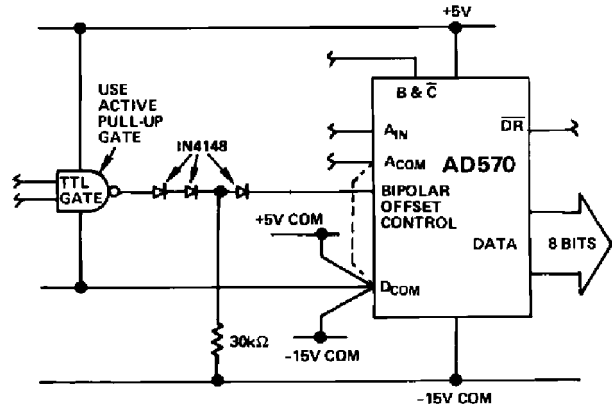 +5V
USE
ACTIVE
PULL-UP
GATE
B & C̅
IN4148
A_IN
D̅R̅
A_COM
AD570
TTL
GATE
BIPOLAR
OFFSET
CONTROL
+5V COM
DATA
8 BITS
D_COM
30kΩ
-15V COM
-15V COM